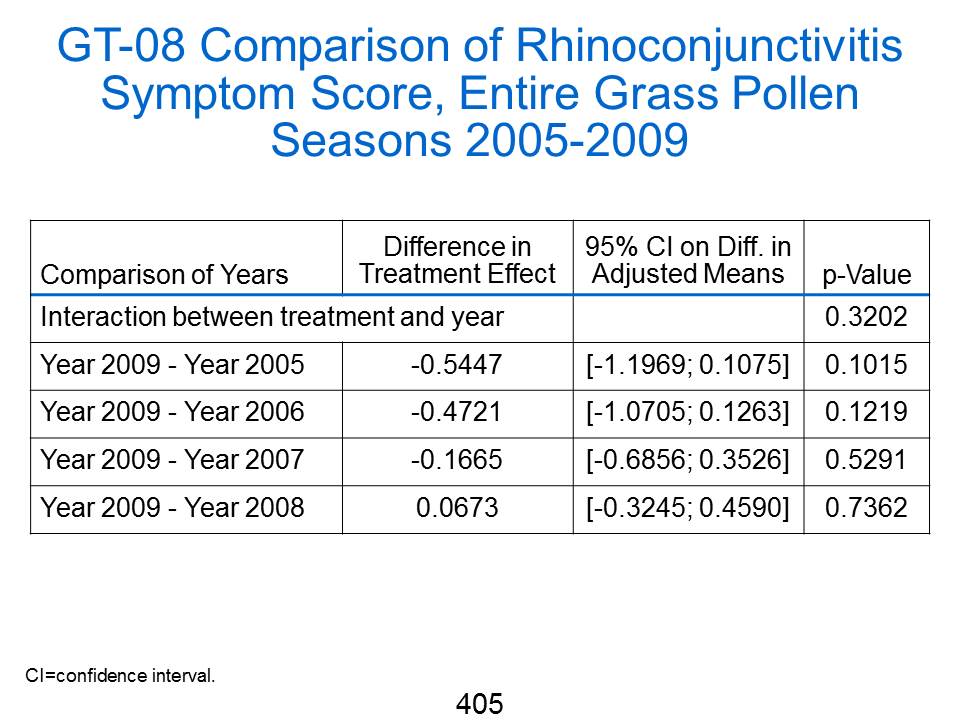 GT-08 Comparison of Rhinoconjunctivitis
Symptom Score, Entire Grass Pollen
Seasons 2005-2009
Comparison of Years
Difference in
Treatment Effect
95% CI on Diff. in
Adjusted Means
p-Value
Interaction between treatment and year 0.3202
Year 2009 - Year 2005 -0.5447 [-1.1969; 0.1075] 0.1015
Year 2009 - Year 2006 -0.4721 [-1.0705; 0.1263] 0.1219
Year 2009 - Year 2007 -0.1665 [-0.6856; 0.3526] 0.5291
Year 2009 - Year 2008 0.0673 [-0.3245; 0.4590] 0.7362
CI=confidence interval.
405